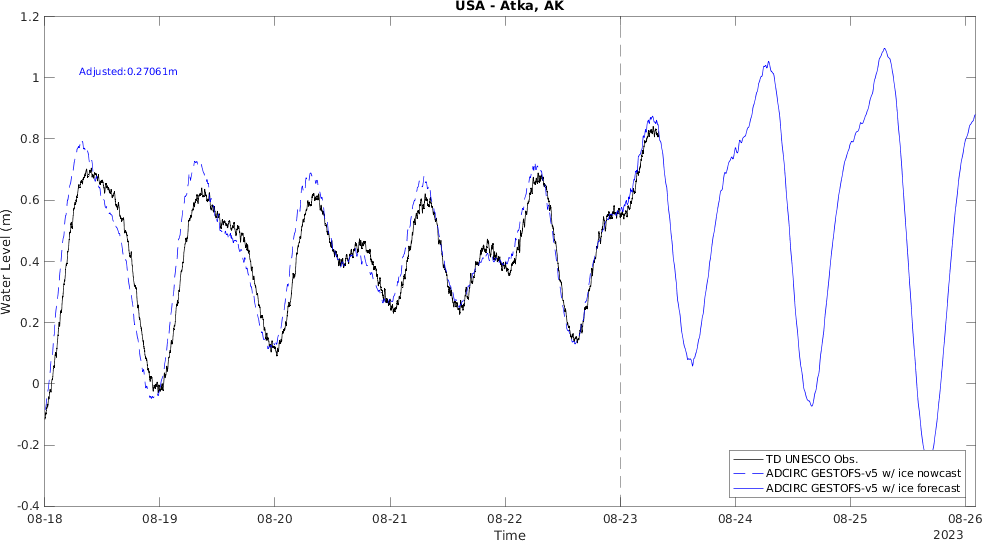 USA - Atka, AK
1.2
1
0.8
0.6
0.4
0.2
0
-0.2
-0.4
Water Level (m)
Adjusted:0.27061m
TD UNESCO Obs.
ADCIRC GESTOFS-v5 w/ ice nowcast
ADCIRC GESTOFS-v5 w/ ice forecast
08-18 08-19 08-20 08-21 08-22 08-23 08-24 08-25 08-26
Time
2023